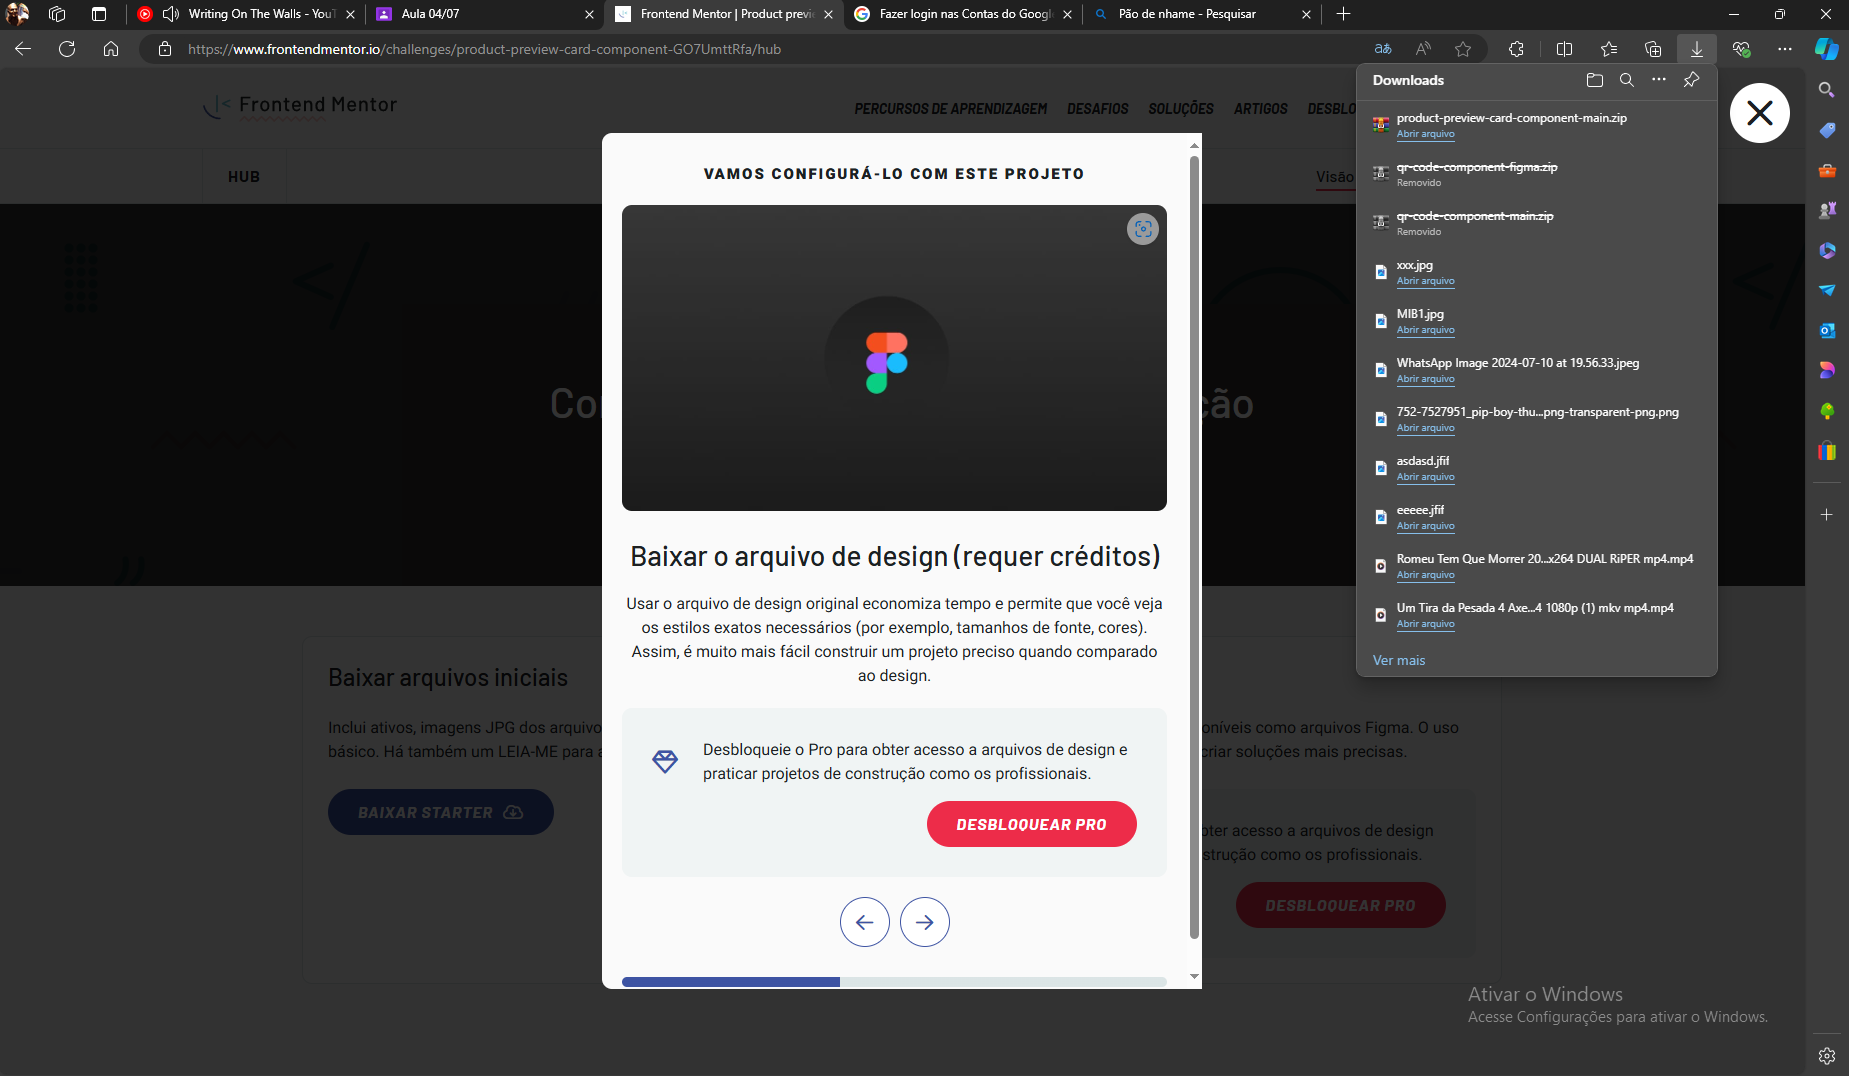 Writing On The Walls - YouT
Aula 04/07
Frontend Mentor | Product previ
Fazer login nas Contas do Googl
Pão de nhame - Pesquisar
https://www.frontendmentor.io/challenges/product-preview-card-component-GO7UmttRfa/hub
Frontend Mentor
PERCURSOS DE APRENDIZAGEM DESAFIOS SOLUÇÕES ARTIGOS DESBLO
HUB
Visão
Co
ção
VAMOS CONFIGURÁ-LO COM ESTE PROJETO
Baixar o arquivo de design (requer créditos)
Usar o arquivo de design original economiza tempo e permite que você veja
os estilos exatos necessários (por exemplo, tamanhos de fonte, cores).
Assim, é muito mais fácil construir um projeto preciso quando comparado
ao design.
Desbloqueie o Pro para obter acesso a arquivos de design e
praticar projetos de construção como os profissionais.
DESBLOQUEAR PRO
Baixar arquivos iniciais
Inclui ativos, imagens JPG dos arquivo
básico. Há também um LEIA-ME para a
BAIXAR STARTER
oníveis como arquivos Figma. O uso
criar soluções mais precisas.
bter acesso a arquivos de design
strução como os profissionais.
DESBLOQUEAR PRO
Downloads
product-preview-card-component-main.zip
Abrir arquivo
qr-code-component-figma.zip
Removido
qr-code-component-main.zip
Removido
xxx.jpg
Abrir arquivo
MIB1.jpg
Abrir arquivo
WhatsApp Image 2024-07-10 at 19.56.33.jpeg
Abrir arquivo
752-7527951_pip-boy-thu...png-transparent-png.png
Abrir arquivo
asdasd.jfif
Abrir arquivo
eeeee.jfif
Abrir arquivo
Romeu Tem Que Morrer 20...x264 DUAL RiPER mp4.mp4
Abrir arquivo
Um Tira da Pesada 4 Axe...4 1080p (1) mkv mp4.mp4
Abrir arquivo
Ver mais
Ativar o Windows
Acesse Configurações para ativar o Windows.